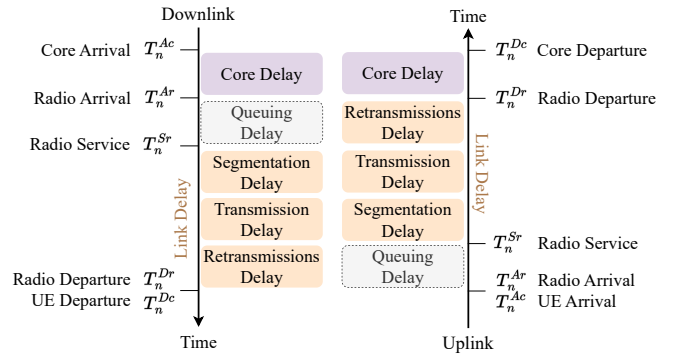 Downlink
Core Arrival T_n^{Ac}
Radio Arrival T_n^{Ar}
Radio Service T_n^{Sr}
Link Delay
Radio Departure T_n^{Dr}
UE Departure T_n^{Dc}
Time
Core Delay
Queuing
Delay
Segmentation
Delay
Transmission
Delay
Retransmissions
Delay
Core Delay
Retransmissions
Delay
Transmission
Delay
Segmentation
Delay
Queuing
Delay
Time
T_n^{Dc} Core Departure
T_n^{Dr} Radio Departure
Link Delay
T_n^{Sr} Radio Service
T_n^{Ar} Radio Arrival
T_n^{Ac} UE Arrival
Uplink